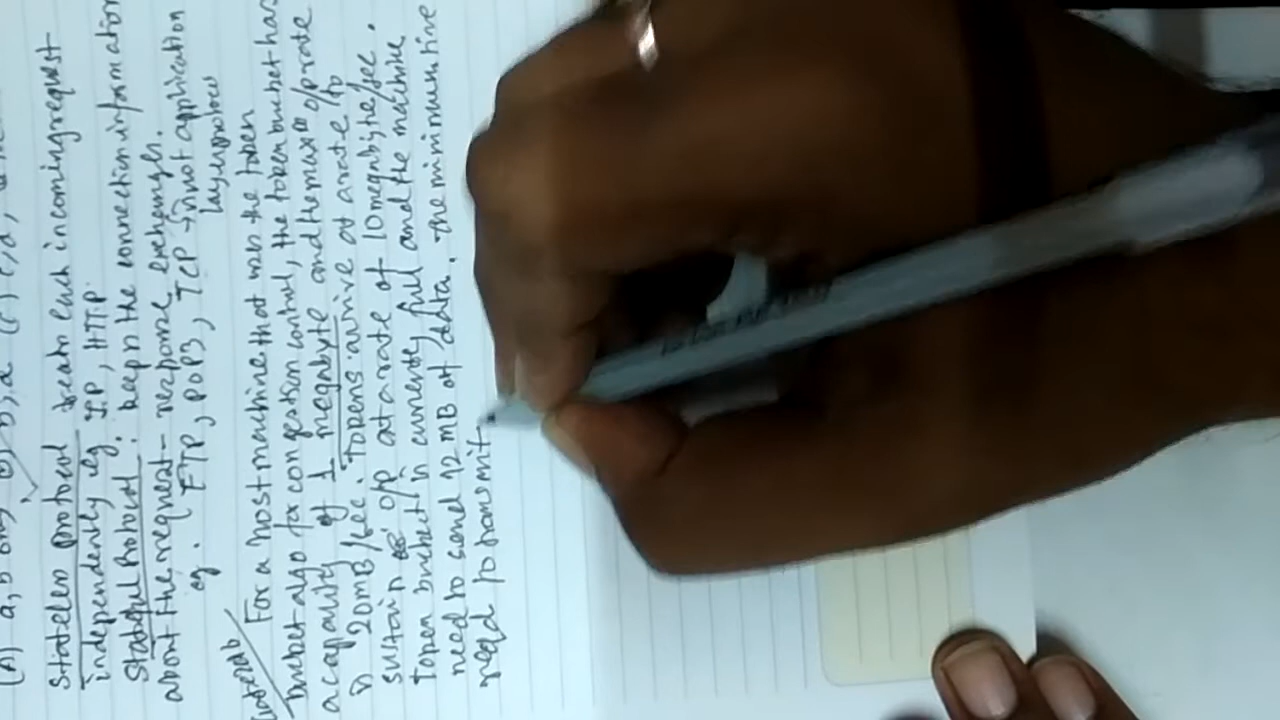 Stateless protocol treats each incoming request
independently eg IP, HTTP.
Stateful Protocol: keeps the connection information
about the request - response exchanges.
eg. FTP, POP3, TCP → is not application
layer protocol
For a host machine that uses the token
bucket algo for congestion control, the token bucket has
a capacity of 1 megabyte and the max^m o/p rate
is 20MB/sec. Tokens arrive at a rate to
sustain o/p at a rate of 10 megabyte/sec.
Token bucket is currently full and the machine
need to send 12 MB of data. The minimum time
reqd to transmit